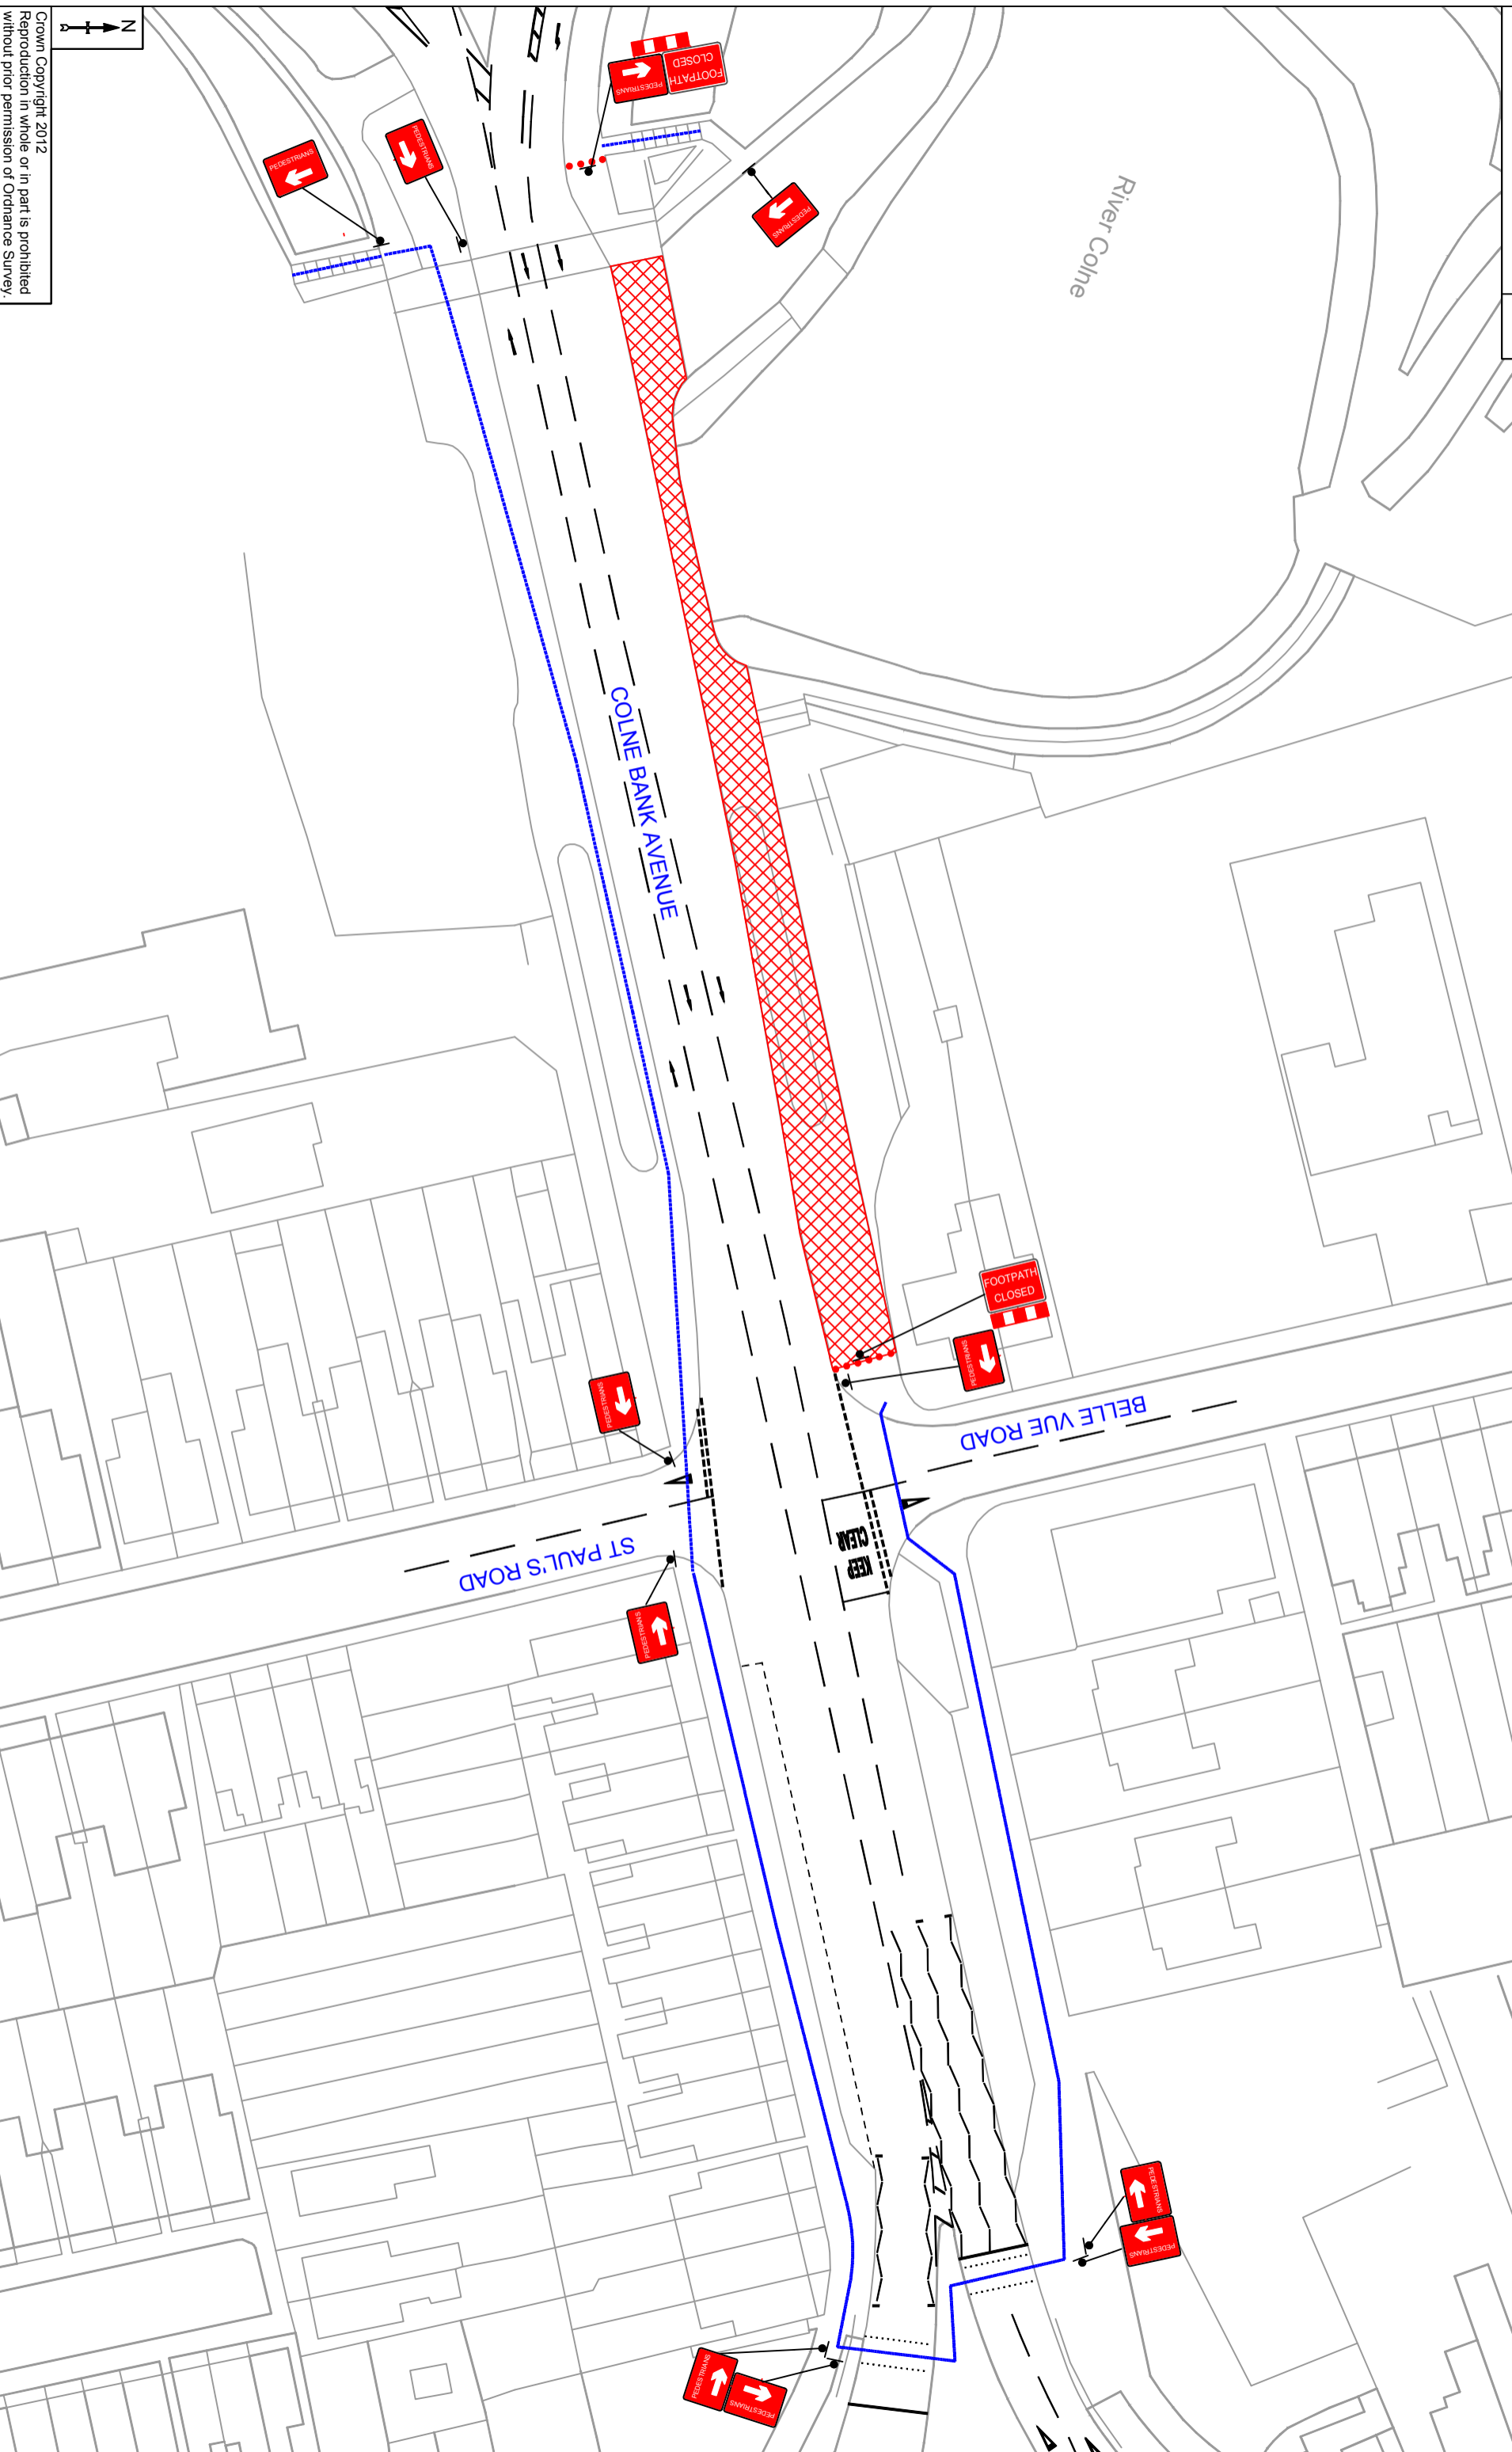 N
Crown Copyright 2012
Reproduction in whole or in part is prohibited
without prior permission of Ordnance Survey.
FOOTPATH
CLOSED
PEDESTRIANS
PEDESTRIANS
PEDESTRIANS
PEDESTRIANS
River Colne
COLNE BANK AVENUE
FOOTPATH
CLOSED
PEDESTRIANS
PEDESTRIANS
BELLE VUE ROAD
KEEP
CLEAR
ST PAUL'S ROAD
PEDESTRIANS
PEDESTRIANS
PEDESTRIANS
PEDESTRIANS
PEDESTRIANS